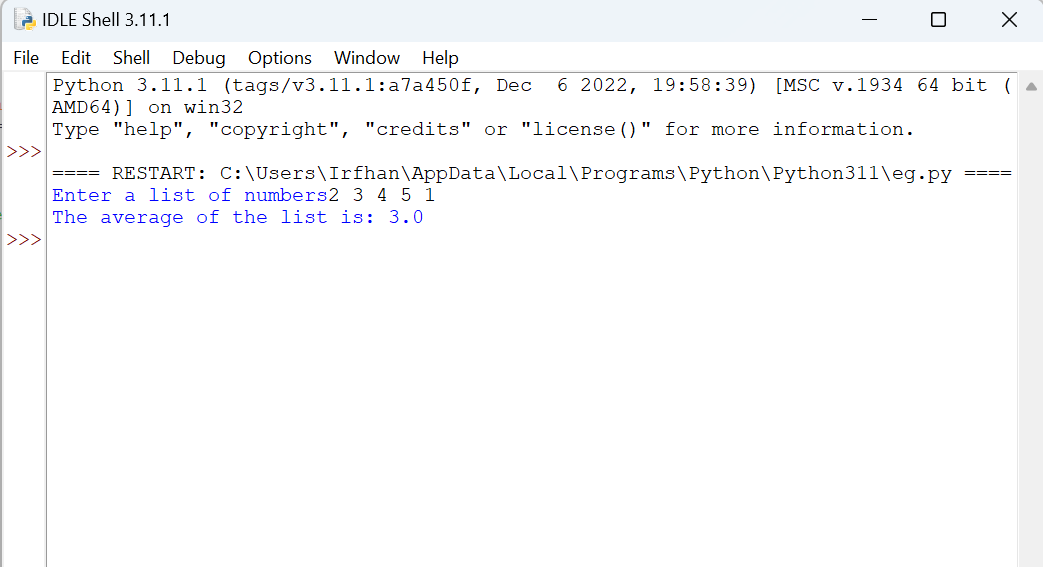 IDLE Shell 3.11.1
File Edit Shell Debug Options Window Help
Python 3.11.1 (tags/v3.11.1:a7a450f, Dec  6 2022, 19:58:39) [MSC v.1934 64 bit (
AMD64)] on win32
Type "help", "copyright", "credits" or "license()" for more information.
>>>
==== RESTART: C:\Users\Irfhan\AppData\Local\Programs\Python\Python311\eg.py ====
Enter a list of numbers2 3 4 5 1
The average of the list is: 3.0
>>>